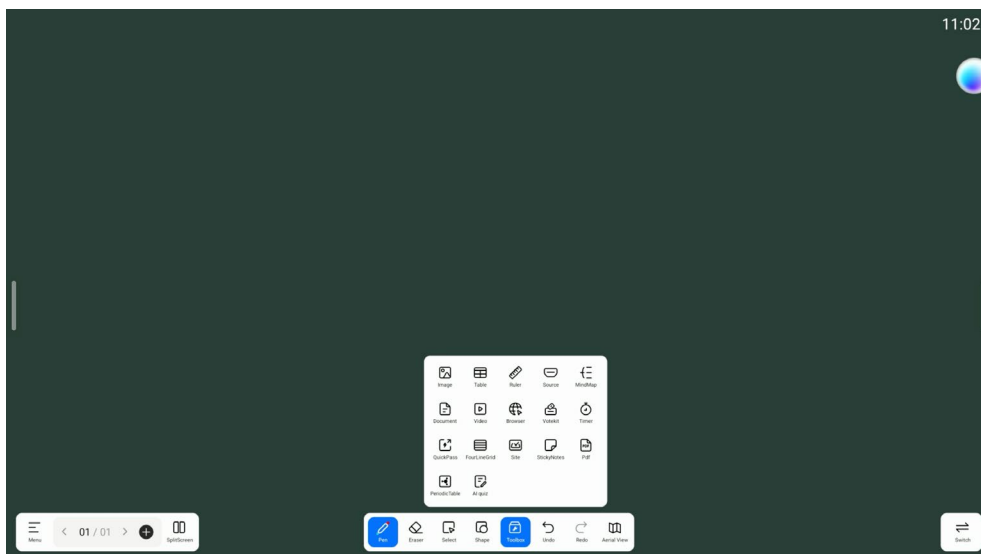 11:02
Image Table Ruler Source MindMap
Document Video Browser Votekit Timer
QuickPass FourLineGrid Site StickyNotes Pdf
PeriodicTable AI quiz
Menu 01 / 01 SplitScreen Pen Eraser Select Shape Toolbox Undo Redo Aerial View Switch